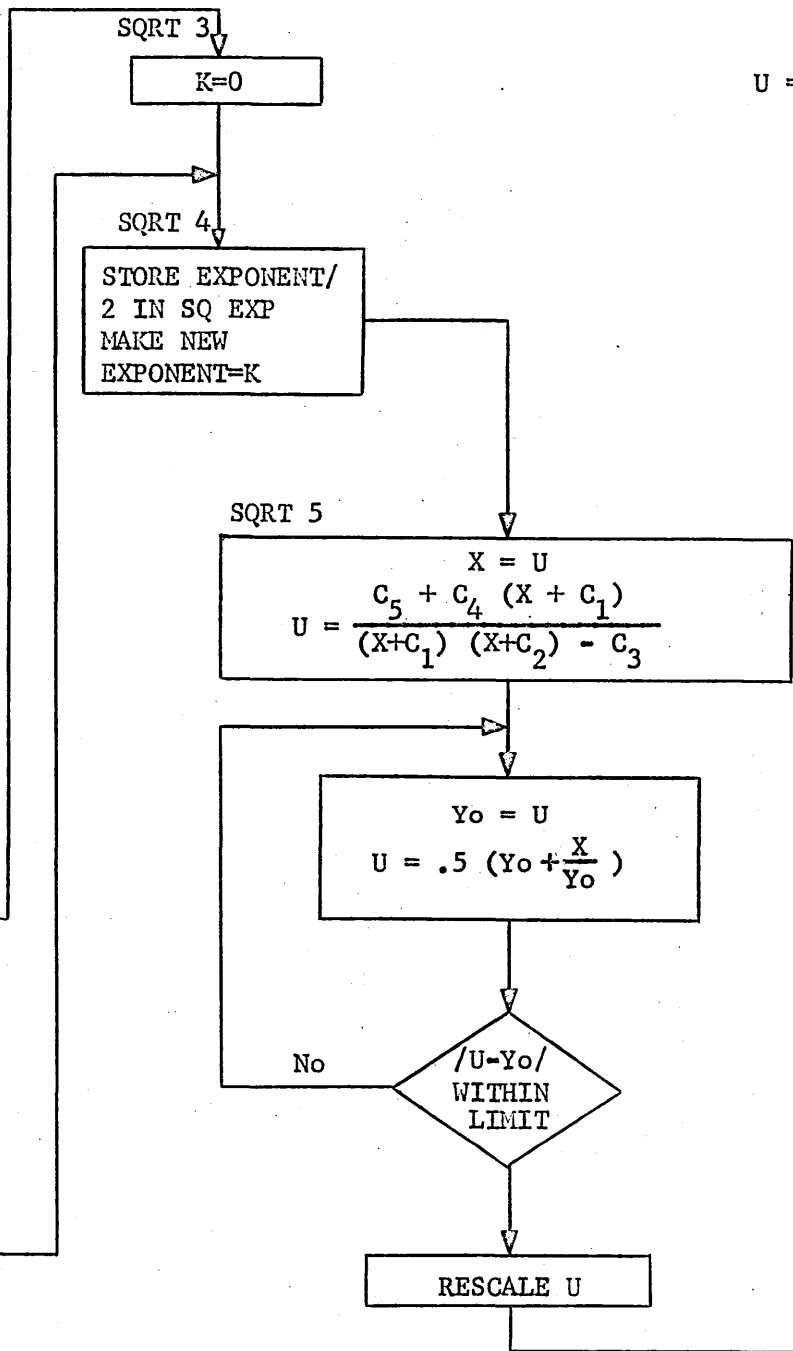 SQRT 3
K=0
U =
SQRT 4
STORE EXPONENT/
2 IN SQ EXP
MAKE NEW
EXPONENT=K
SQRT 5
X = U
U = C5 + C4 (X + C1)
(X+C1) (X+C2) - C3
Yo = U
U = .5 (Yo + X
Yo )
No
/U-Yo/
WITHIN
LIMIT
RESCALE U